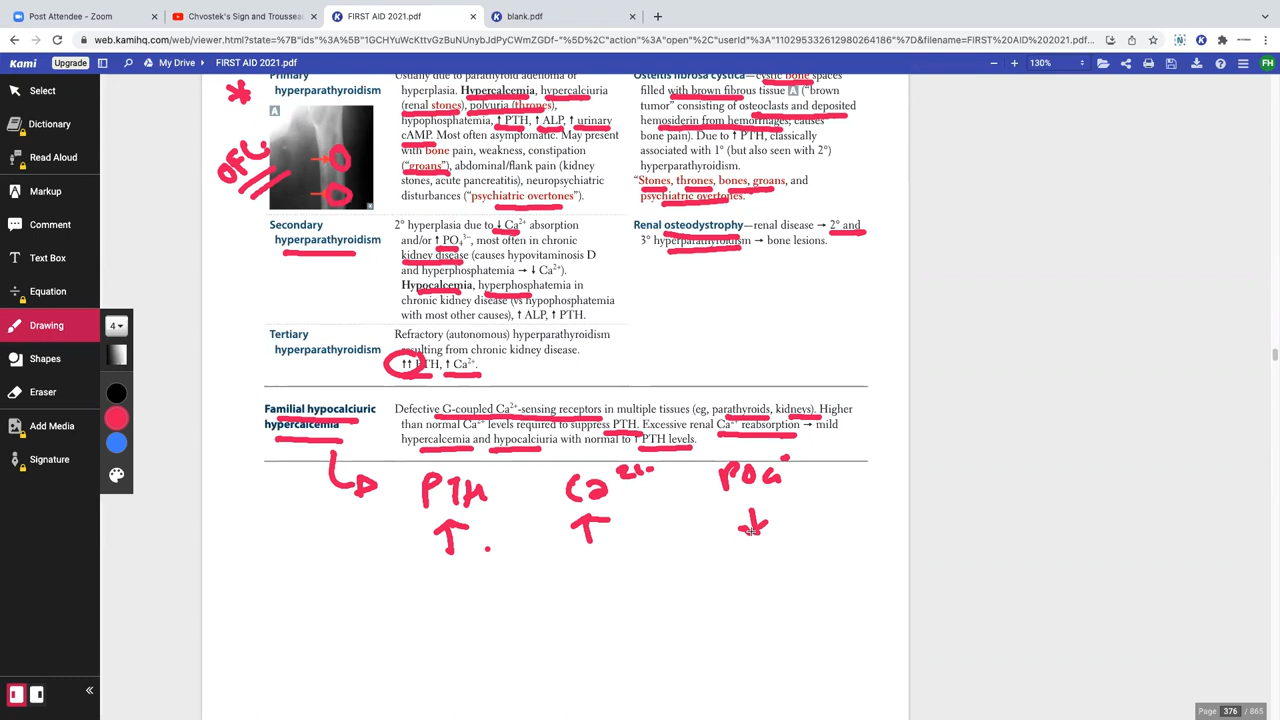 Post Attendee - Zoom
Chvostek's Sign and Trousseau
FIRST AID 2021.pdf
blank.pdf
web.kamihq.com/web/viewer.html?state=%7B"ids"%3A%5B"1GCHYuWcKttvGzBuNUnybJdPyCWmZGDf-"%5D%2C"action"%3A"open"%2C"userId"%3A"110295332612980264186"%7D&filename=FIRST%20AID%202021.pdf...
Kami
Upgrade
My Drive
FIRST AID 2021.pdf
130%
FH
Select
Dictionary
Read Aloud
Markup
Comment
Text Box
Equation
Drawing
Shapes
Eraser
Add Media
Signature
4
Primary
hyperparathyroidism
A
OFC
Usually due to parathyroid adenoma or
hyperplasia. Hypercalcemia, hypercalciuria
(renal stones), polyuria (thrones),
hypophosphatemia, ↑ PTH, ↑ ALP, ↑ urinary
cAMP. Most often asymptomatic. May present
with bone pain, weakness, constipation
("groans"), abdominal/flank pain (kidney
stones, acute pancreatitis), neuropsychiatric
disturbances ("psychiatric overtones").
Osteitis fibrosa cystica—cystic bone spaces
filled with brown fibrous tissue A ("brown
tumor" consisting of osteoclasts and deposited
hemosiderin from hemorrhages; causes
bone pain). Due to ↑ PTH, classically
associated with 1° (but also seen with 2°)
hyperparathyroidism.
"Stones, thrones, bones, groans, and
psychiatric overtones."
Secondary
hyperparathyroidism
2° hyperplasia due to ↓ Ca2+ absorption
and/or ↑ PO43−, most often in chronic
kidney disease (causes hypovitaminosis D
and hyperphosphatemia → ↓ Ca2+).
Hypocalcemia, hyperphosphatemia in
chronic kidney disease (vs hypophosphatemia
with most other causes), ↑ ALP, ↑ PTH.
Renal osteodystrophy—renal disease → 2° and
3° hyperparathyroidism → bone lesions.
Tertiary
hyperparathyroidism
Refractory (autonomous) hyperparathyroidism
resulting from chronic kidney disease.
↑↑ PTH, ↑ Ca2+.
Familial hypocalciuric
hypercalcemia
Defective G-coupled Ca2+-sensing receptors in multiple tissues (eg, parathyroids, kidneys). Higher
than normal Ca2+ levels required to suppress PTH. Excessive renal Ca2+ reabsorption → mild
hypercalcemia and hypocalciuria with normal to ↑ PTH levels.
PTH Ca2+ PO4
↑ ↑ ↓
Page 376 / 865